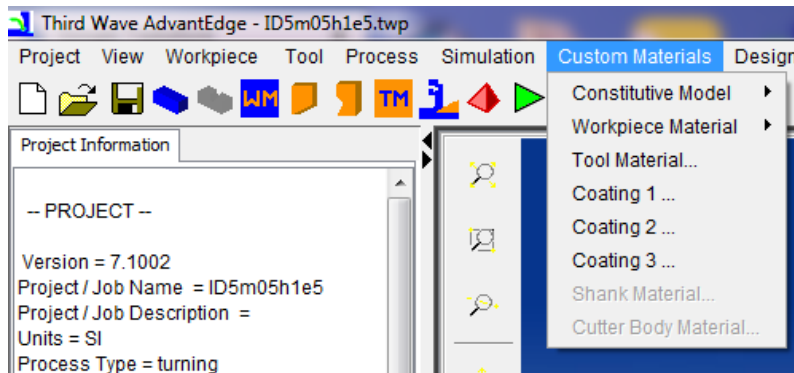 Third Wave AdvantEdge - ID5m05h1e5.twp
Project View Workpiece Tool Process Simulation Custom Materials Design
WM TM
Constitutive Model
Workpiece Material
Tool Material...
Coating 1 ...
Coating 2 ...
Coating 3 ...
Shank Material...
Cutter Body Material...
Project Information
-- PROJECT --
Version = 7.1002
Project / Job Name = ID5m05h1e5
Project / Job Description =
Units = SI
Process Type = turning